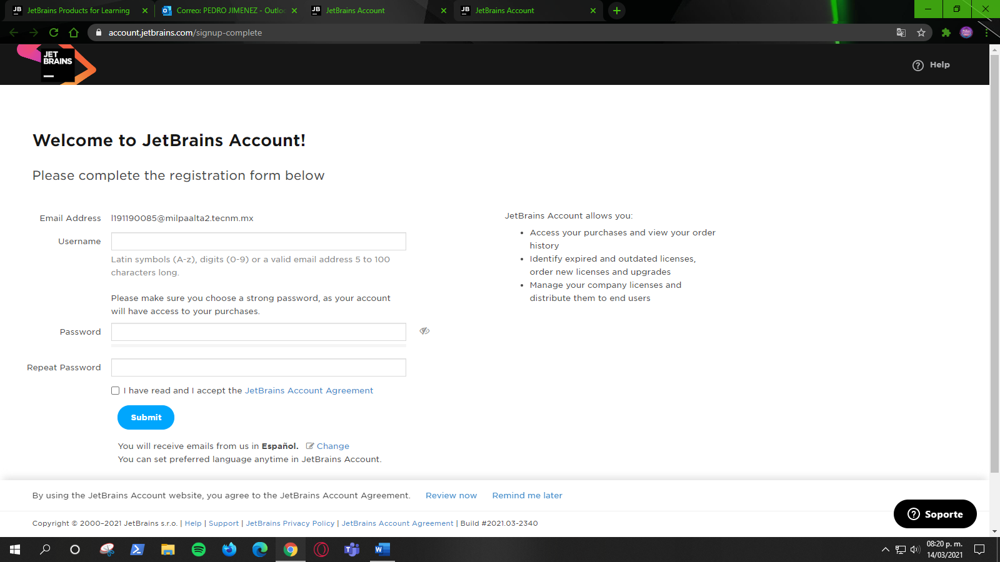 JetBrains Products for Learning
Correo: PEDRO JIMENEZ - Outlo
JetBrains Account
JetBrains Account
account.jetbrains.com/signup-complete
JET
BRAINS
Help
Welcome to JetBrains Account!
Please complete the registration form below
Email Address
l191190085@milpaalta2.tecnm.mx
Username
Latin symbols (A-z), digits (0-9) or a valid email address 5 to 100
characters long.
Please make sure you choose a strong password, as your account
will have access to your purchases.
Password
Repeat Password
I have read and I accept the JetBrains Account Agreement
Submit
You will receive emails from us in Español. Change
You can set preferred language anytime in JetBrains Account.
JetBrains Account allows you:
• Access your purchases and view your order
history
• Identify expired and outdated licenses,
order new licenses and upgrades
• Manage your company licenses and
distribute them to end users
By using the JetBrains Account website, you agree to the JetBrains Account Agreement. Review now Remind me later
Copyright © 2000–2021 JetBrains s.r.o. | Help | Support | JetBrains Privacy Policy | JetBrains Account Agreement | Build #2021.03-2340
Soporte
08:20 p. m.
14/03/2021